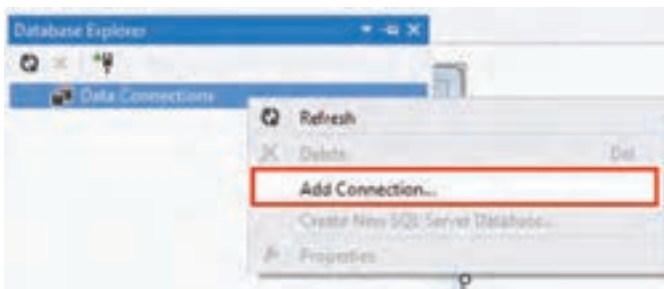 Database Explorer
Data Connections
Refresh
Delete Del
Add Connection...
Create New SQL Server Database...
Properties